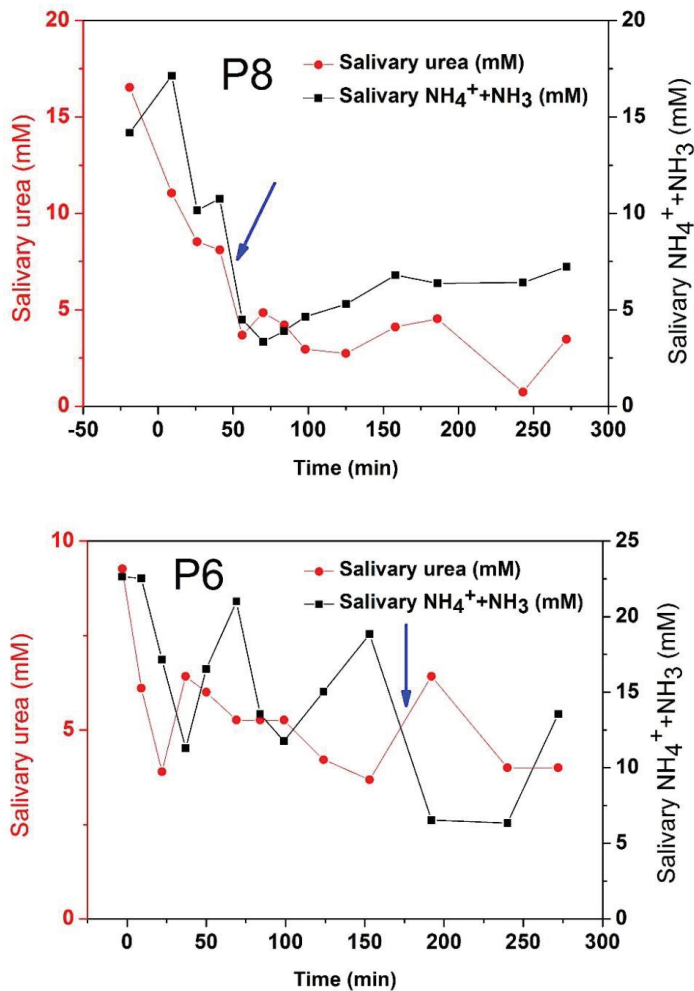 P8
Salivary urea (mM)
Salivary NH4++NH3 (mM)
Salivary urea (mM)
20
15
10
5
0
20
15
10
5
0
Salivary NH4++NH3 (mM)
-50 0 50 100 150 200 250 300
Time (min)
P6
Salivary urea (mM)
Salivary NH4++NH3 (mM)
Salivary urea (mM)
10
5
0
25
20
15
10
5
0
Salivary NH4++NH3 (mM)
0 50 100 150 200 250 300
Time (min)